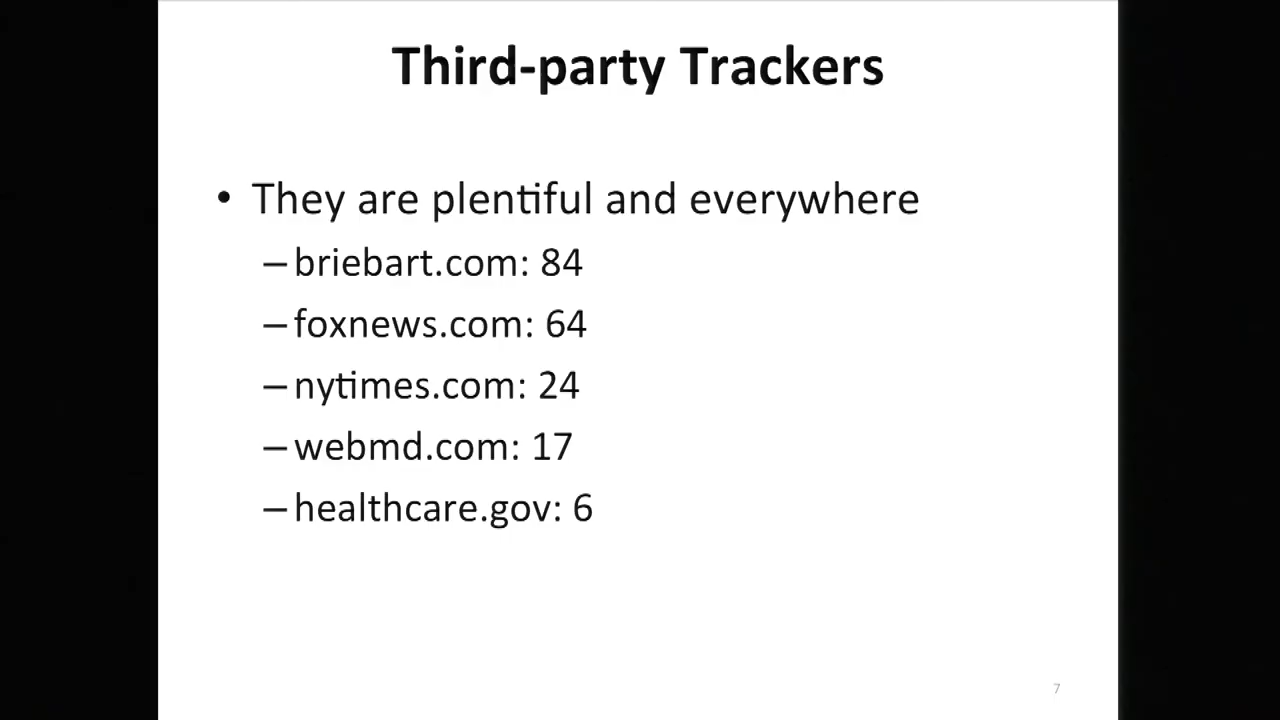 Third-party Trackers
• They are plentiful and everywhere
– briebart.com: 84
– foxnews.com: 64
– nytimes.com: 24
– webmd.com: 17
– healthcare.gov: 6
7